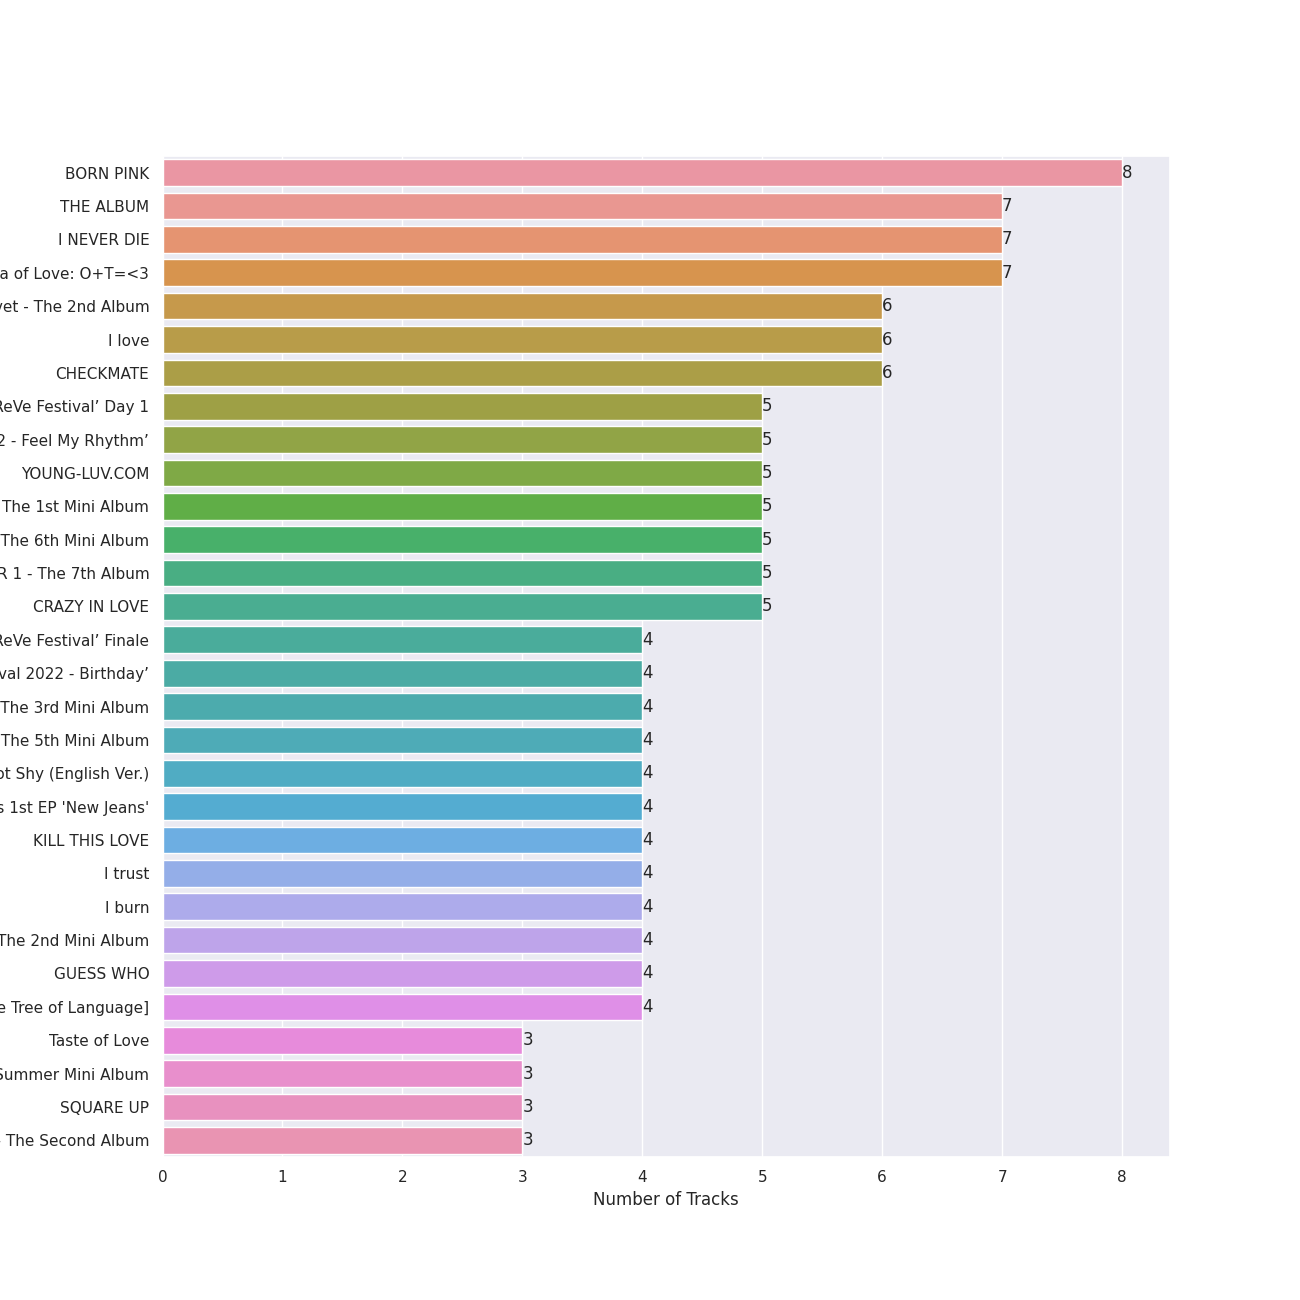 BORN PINK 8
THE ALBUM 7
I NEVER DIE 7
a of Love: O+T=<3 7
vet - The 2nd Album 6
I love 6
CHECKMATE 6
ReVe Festival’ Day 1 5
2 - Feel My Rhythm’ 5
YOUNG-LUV.COM 5
The 1st Mini Album 5
The 6th Mini Album 5
R 1 - The 7th Album 5
CRAZY IN LOVE 5
ReVe Festival’ Finale 4
val 2022 - Birthday’ 4
The 3rd Mini Album 4
The 5th Mini Album 4
ot Shy (English Ver.) 4
s 1st EP 'New Jeans' 4
KILL THIS LOVE 4
I trust 4
I burn 4
The 2nd Mini Album 4
GUESS WHO 4
e Tree of Language] 4
Taste of Love 3
Summer Mini Album 3
SQUARE UP 3
The Second Album 3
0 1 2 3 4 5 6 7 8
Number of Tracks